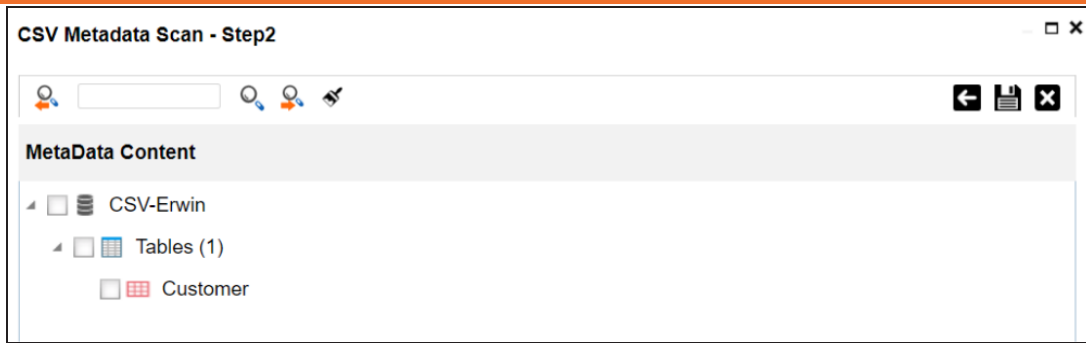 CSV Metadata Scan - Step2
MetaData Content
CSV-Erwin
Tables (1)
Customer